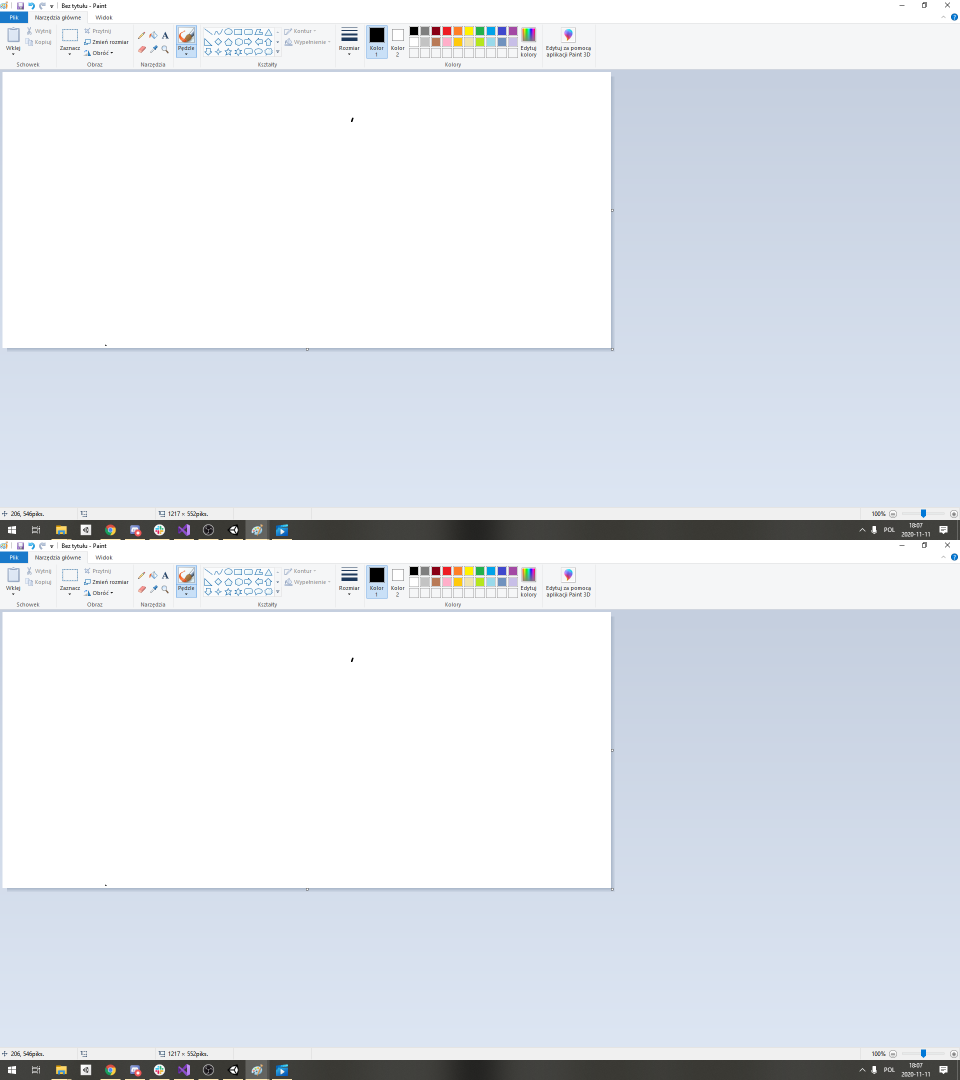 Bez tytułu - Paint
Plik Narzędzia główne Widok
Wklej Wytnij Kopiuj Zaznacz Przytnij Zmień rozmiar Obróć A Pędzle Kontur Wypełnienie Rozmiar Kolor 1 Kolor 2 Edytuj kolory Edytuj za pomocą aplikacji Paint 3D
Schowek Obraz Narzędzia Kształty Kolory
206, 546piks. 1217 × 552piks. 100%
POL 18:07
2020-11-11
Bez tytułu - Paint
Plik Narzędzia główne Widok
Wklej Wytnij Kopiuj Zaznacz Przytnij Zmień rozmiar Obróć A Pędzle Kontur Wypełnienie Rozmiar Kolor 1 Kolor 2 Edytuj kolory Edytuj za pomocą aplikacji Paint 3D
Schowek Obraz Narzędzia Kształty Kolory
206, 546piks. 1217 × 552piks. 100%
POL 18:07
2020-11-11